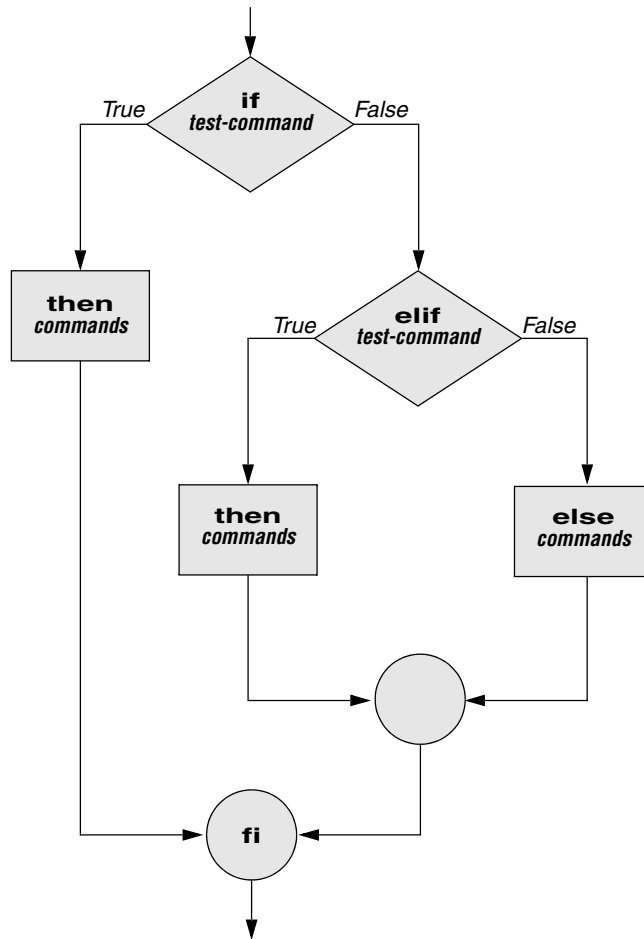 if
test-command
True
False
then
commands
elif
test-command
True
False
then
commands
else
commands
fi